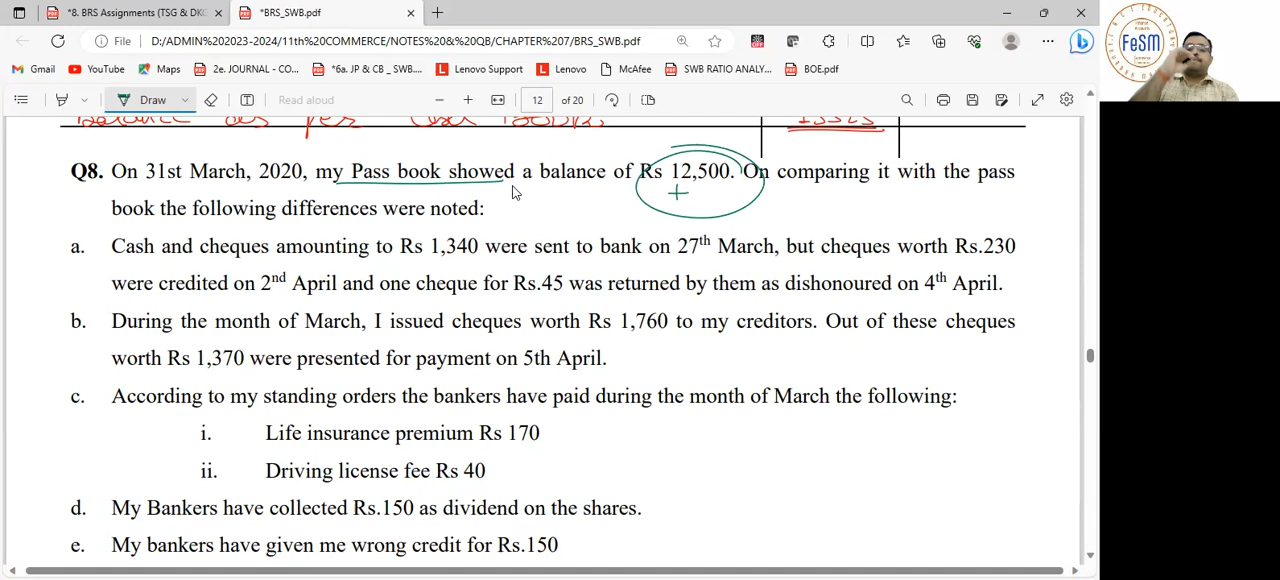 *8. BRS Assignments (TSG & DKG
*BRS_SWB.pdf
File D:/ADMIN%202023-2024/11th%20COMMERCE/NOTES%20%20MQB/CHAPTER%207/BRS_SWB.pdf
Gmail YouTube Maps 2e. JOURNAL - CO... *6a. JP & CB _ SWB.... Lenovo Support Lenovo McAfee SWB RATIO ANALY... BOE.pdf
Draw Read aloud 12 of 20
FeSM
Balance as per
Q8. On 31st March, 2020, my Pass book showed a balance of Rs 12,500. On comparing it with the pass
+
book the following differences were noted:
a. Cash and cheques amounting to Rs 1,340 were sent to bank on 27th March, but cheques worth Rs.230
were credited on 2nd April and one cheque for Rs.45 was returned by them as dishonoured on 4th April.
b. During the month of March, I issued cheques worth Rs 1,760 to my creditors. Out of these cheques
worth Rs 1,370 were presented for payment on 5th April.
c. According to my standing orders the bankers have paid during the month of March the following:
i. Life insurance premium Rs 170
ii. Driving license fee Rs 40
d. My Bankers have collected Rs.150 as dividend on the shares.
e. My bankers have given me wrong credit for Rs.150